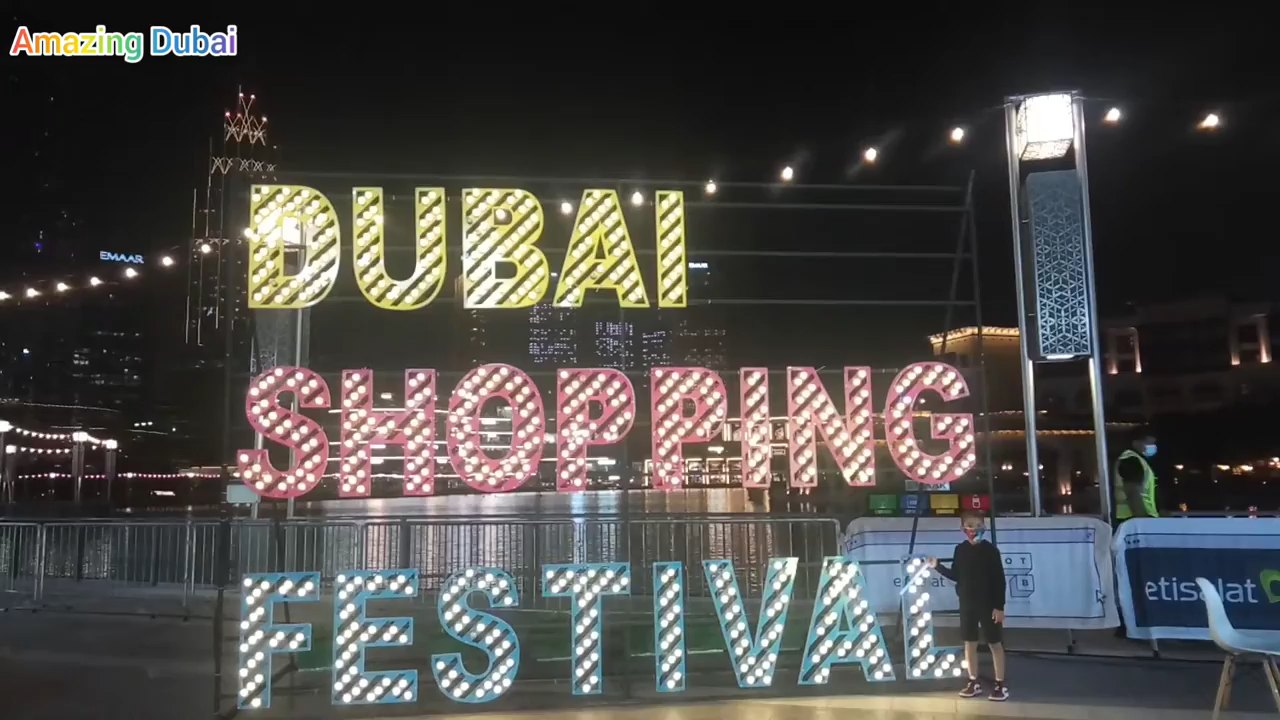 Amazing Dubai
EMAAR
DUBAI
SHOPPING
FESTIVAL
etisalat